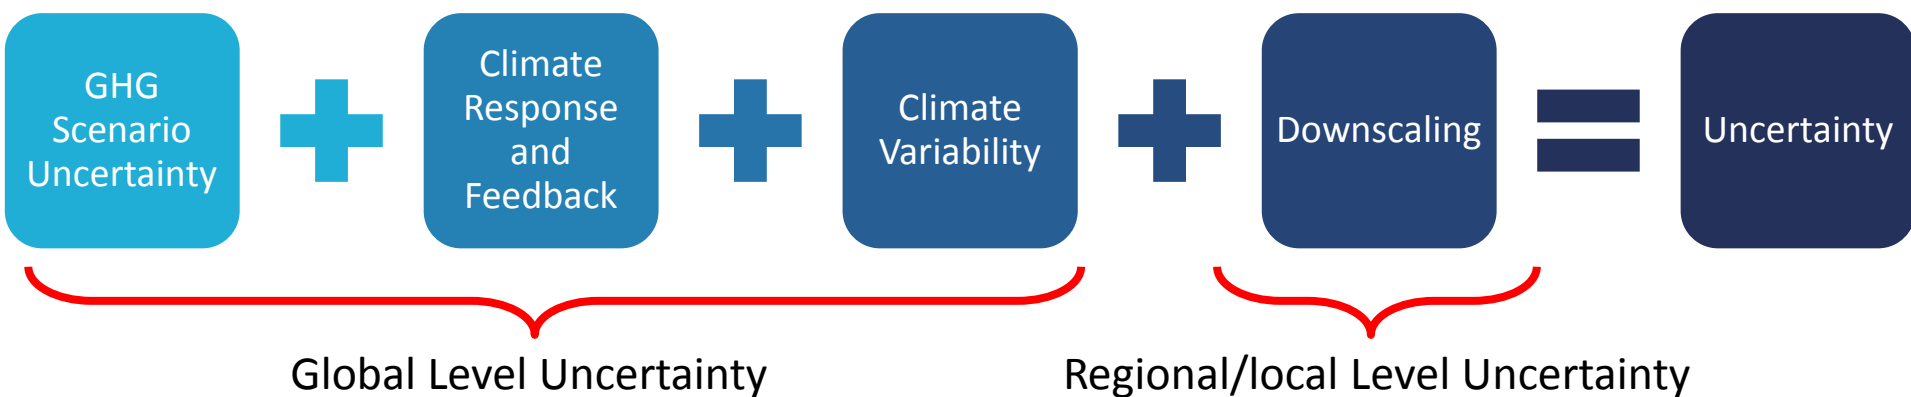 GHG
Scenario
Uncertainty
Climate
Response
and
Feedback
Climate
Variability
Downscaling
Uncertainty
Global Level Uncertainty
Regional/local Level Uncertainty